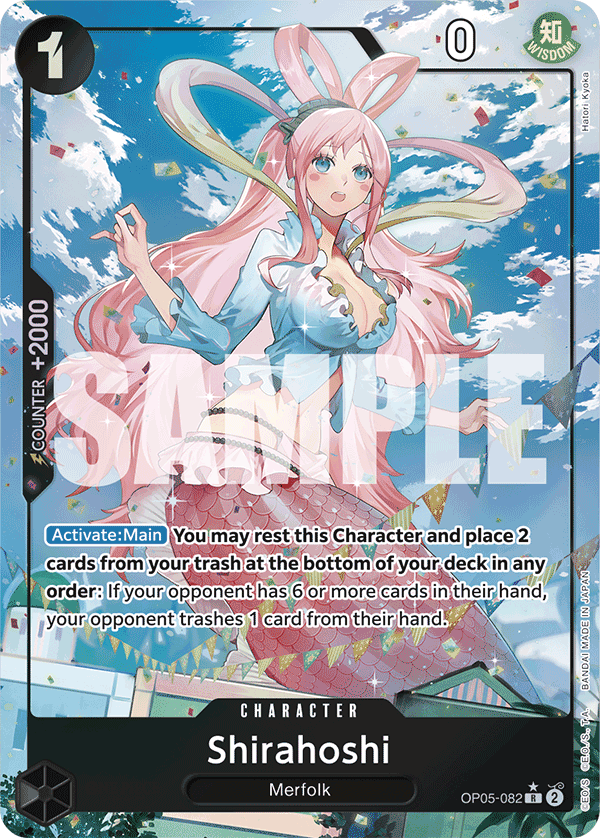 1
0
知
WISDOM
Hatori Kyoka
COUNTER +2000
SAMPLE
Activate:Main You may rest this Character and place 2
cards from your trash at the bottom of your deck in any
order: If your opponent has 6 or more cards in their hand,
your opponent trashes 1 card from their hand.
©E.O/S ©E.O./S., T.A. BANDAI MADE IN JAPAN
CHARACTER
Shirahoshi
Merfolk
OP05-082 R 2